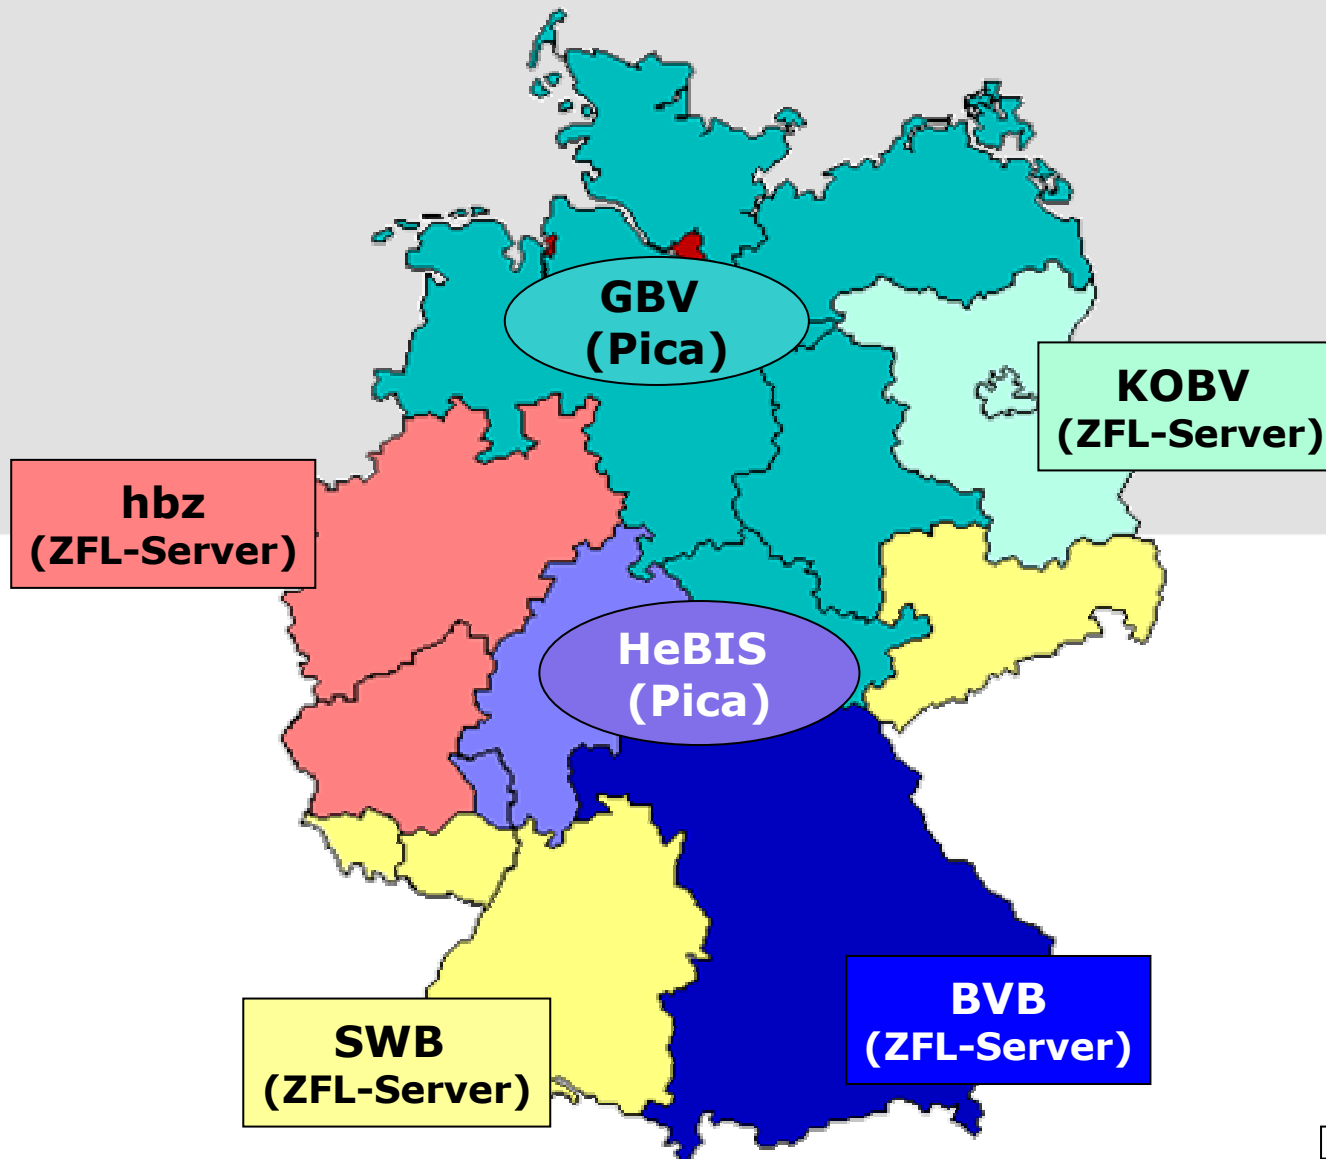 GBV
(Pica)
KOBV
(ZFL-Server)
hbz
(ZFL-Server)
HeBIS
(Pica)
BVB
(ZFL-Server)
SWB
(ZFL-Server)